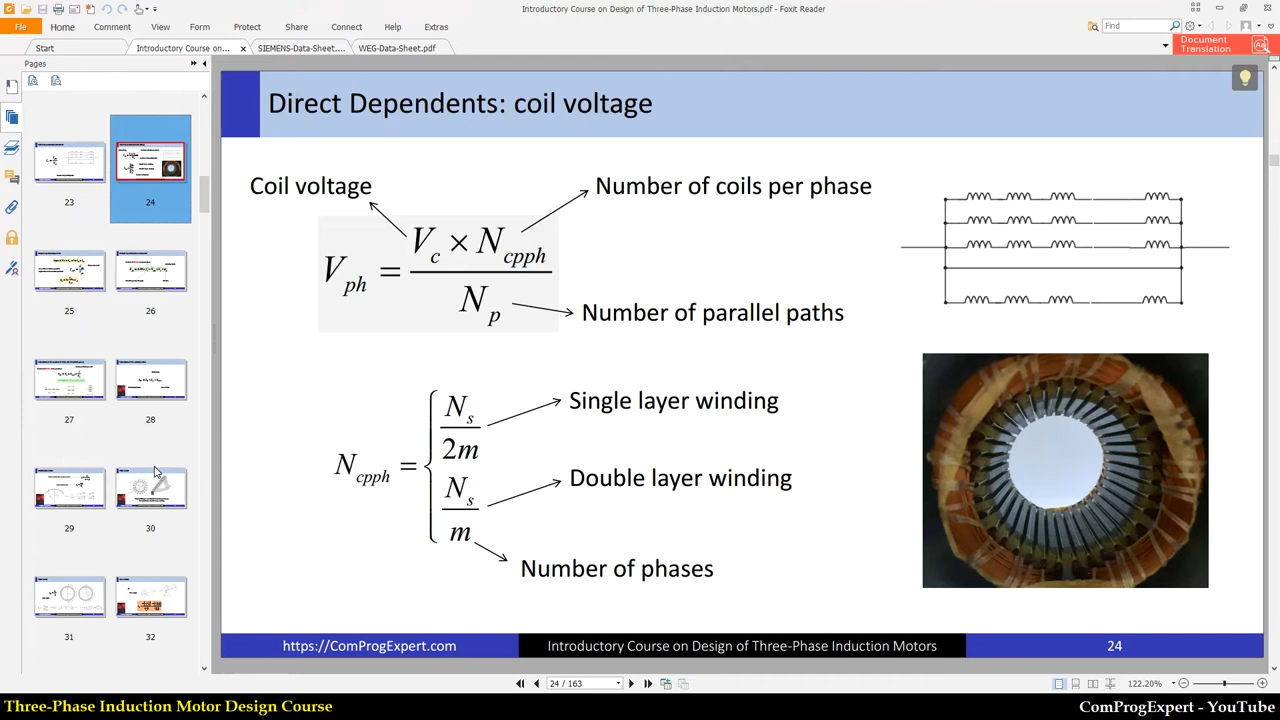 Introductory Course on Design of Three-Phase Induction Motors.pdf - Foxit Reader
File Home Comment View Form Protect Share Connect Help Extras
Find
Start Introductory Course on... SIEMENS-Data-Sheet.... WEG-Data-Sheet.pdf
Document
Translation
Pages
23 24
25 26
27 28
29 30
31 32
Direct Dependents: coil voltage
Coil voltage
Number of coils per phase
V_ph = (V_c × N_cpph) / N_p
Number of parallel paths
N_cpph = { N_s / 2m
Single layer winding
N_s / m
Double layer winding
Number of phases
https://ComProgExpert.com Introductory Course on Design of Three-Phase Induction Motors 24
24 / 163
122.20%
Three-Phase Induction Motor Design Course
ComProgExpert - YouTube